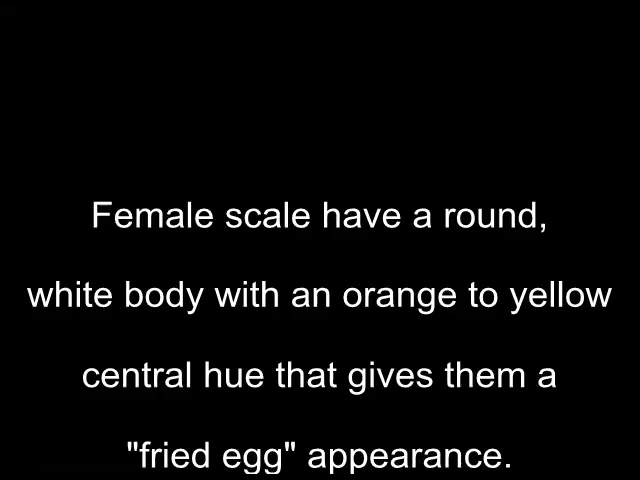 Female scale have a round,
white body with an orange to yellow
central hue that gives them a
"fried egg" appearance.